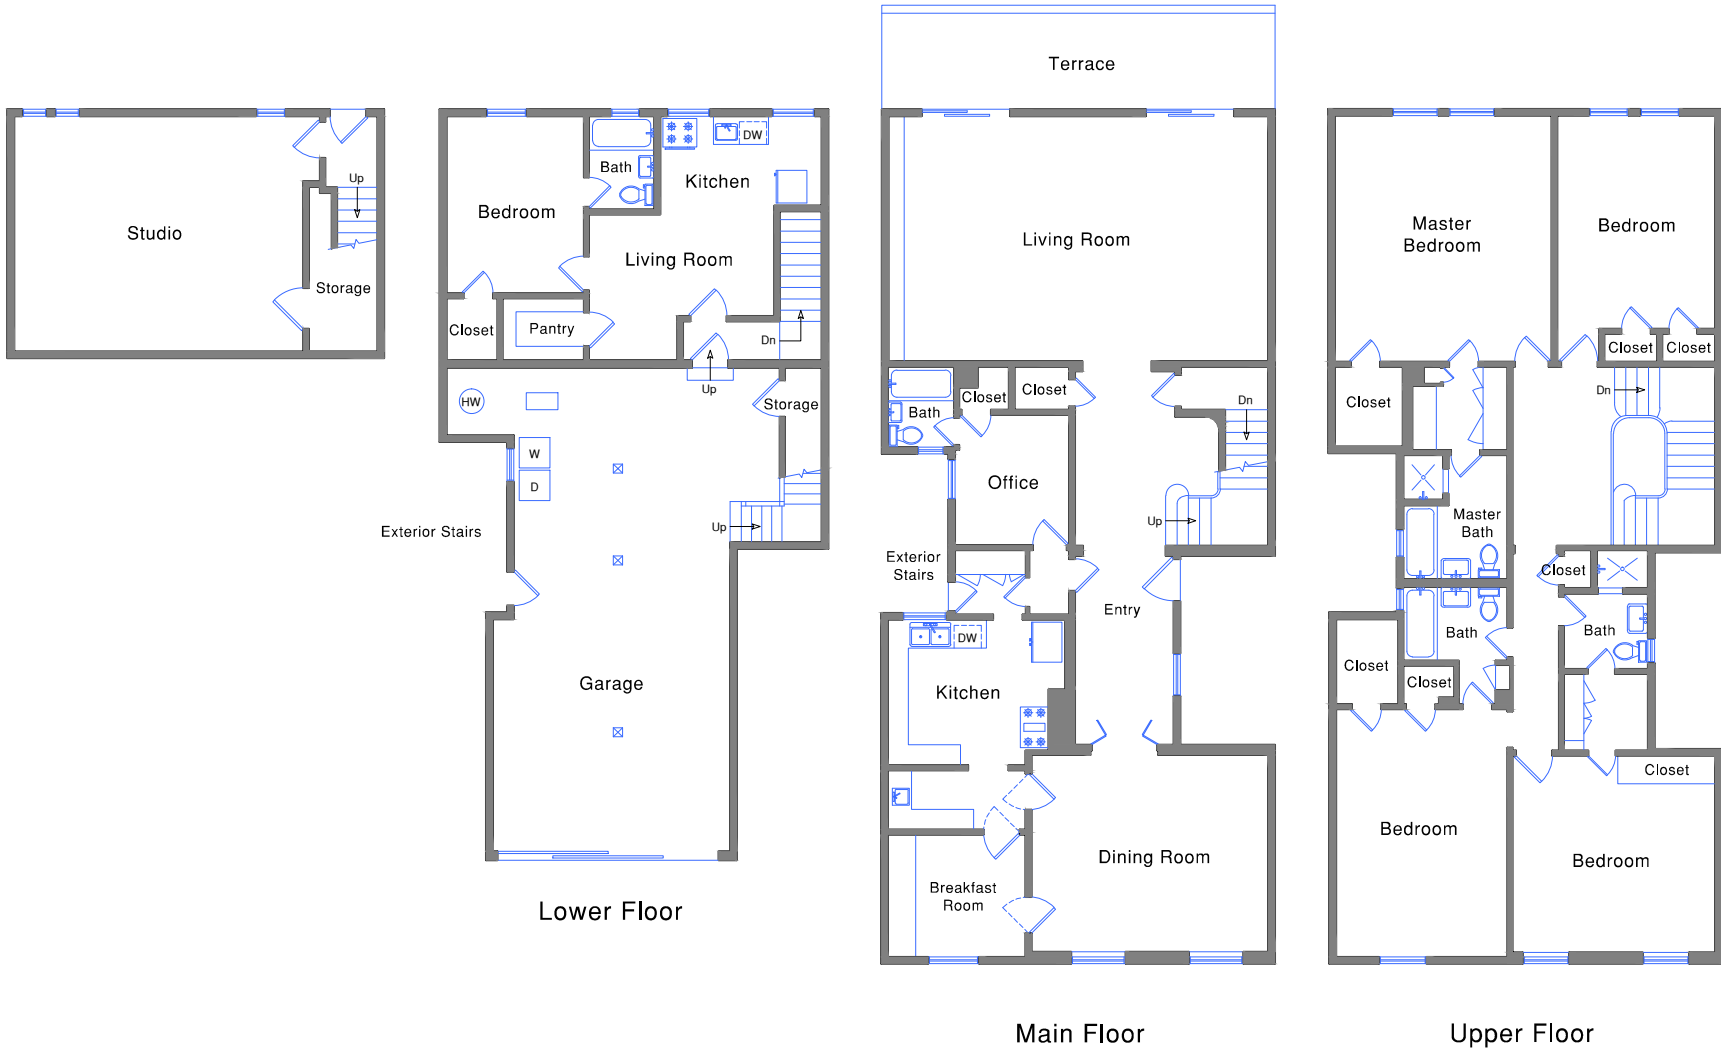 Studio
Up
Storage
Bedroom
Bath
DW
Kitchen
Living Room
Closet
Pantry
Dn
Up
HW
Storage
W
D
Exterior Stairs
Up
Garage
Lower Floor
Terrace
Living Room
Bath
Closet
Closet
Dn
Office
Up
Exterior
Stairs
Entry
DW
Kitchen
Dining Room
Breakfast
Room
Main Floor
Master
Bedroom
Bedroom
Closet
Closet
Dn
Closet
Master
Bath
Closet
Bath
Bath
Closet
Closet
Closet
Bedroom
Bedroom
Upper Floor